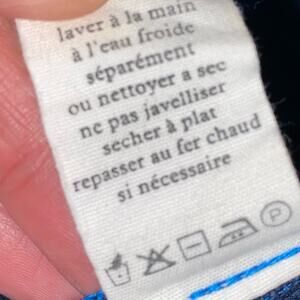 laver à la main
à l'eau froide
séparément
ou nettoyer a sec
ne pas javelliser
secher à plat
repasser au fer chaud
si nécessaire
P